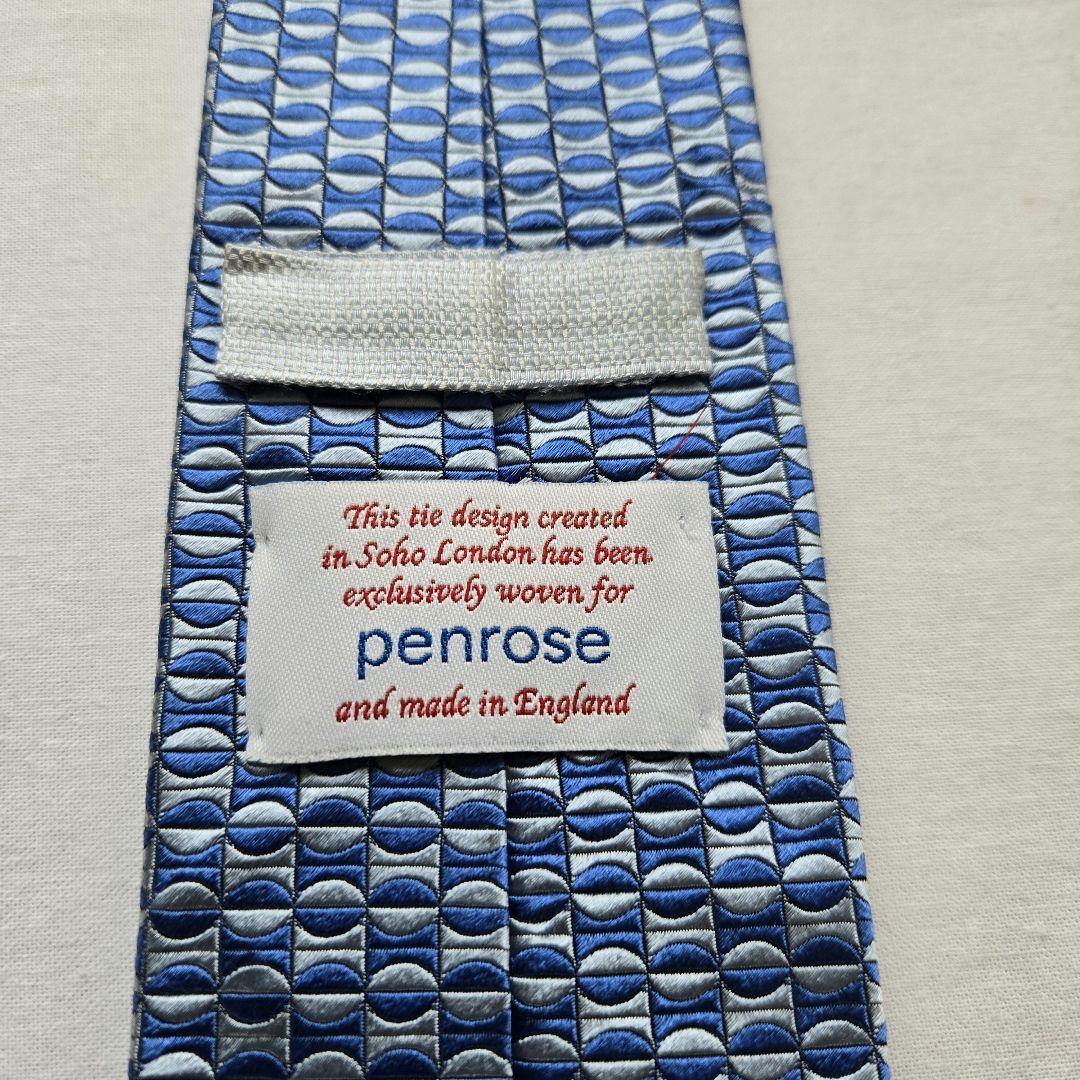 This tie design created
in Soho London has been
exclusively woven for
penrose
and made in England